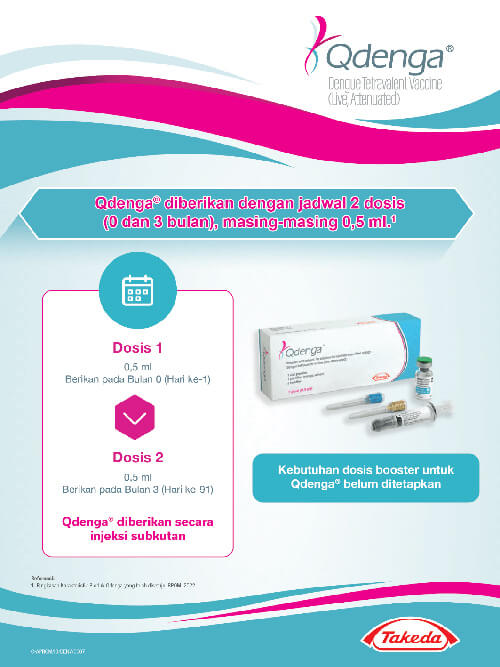 Qdenga®
Dengue Tetravalent Vaccine
(Live, Attenuated)
Qdenga® diberikan dengan jadwal 2 dosis
(0 dan 3 bulan), masing-masing 0,5 ml.¹
Dosis 1
0,5 ml
Berikan pada Bulan 0 (Hari ke-1)
Dosis 2
0,5 ml
Berikan pada Bulan 3 (Hari ke-91)
Qdenga® diberikan secara
injeksi subkutan
Qdenga
Takeda
Kebutuhan dosis booster untuk
Qdenga® belum ditetapkan
Referensi:
Takeda